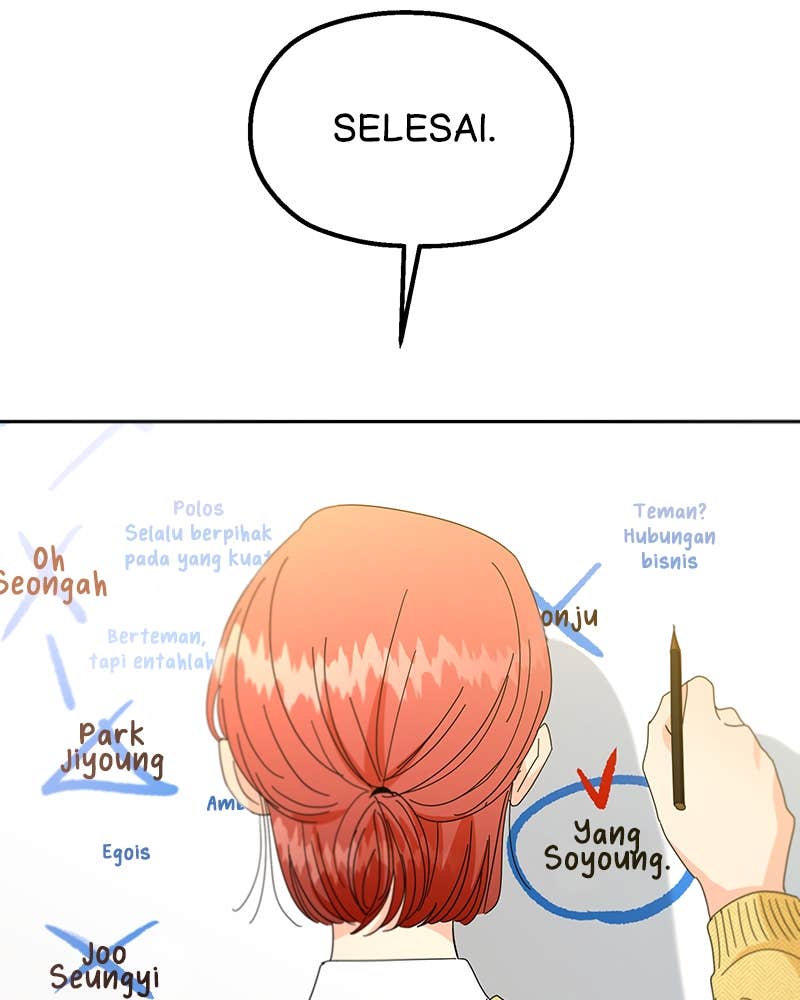 SELESAI.
Polos
Selalu berpihak
pada yang kuat
Teman?
Hubungan
bisnis
Oh
Seongah
onju
Berteman,
tapi entahlah
Park
Jiyoung
Egois
Yang
Soyoung.
Joo
Seungyi